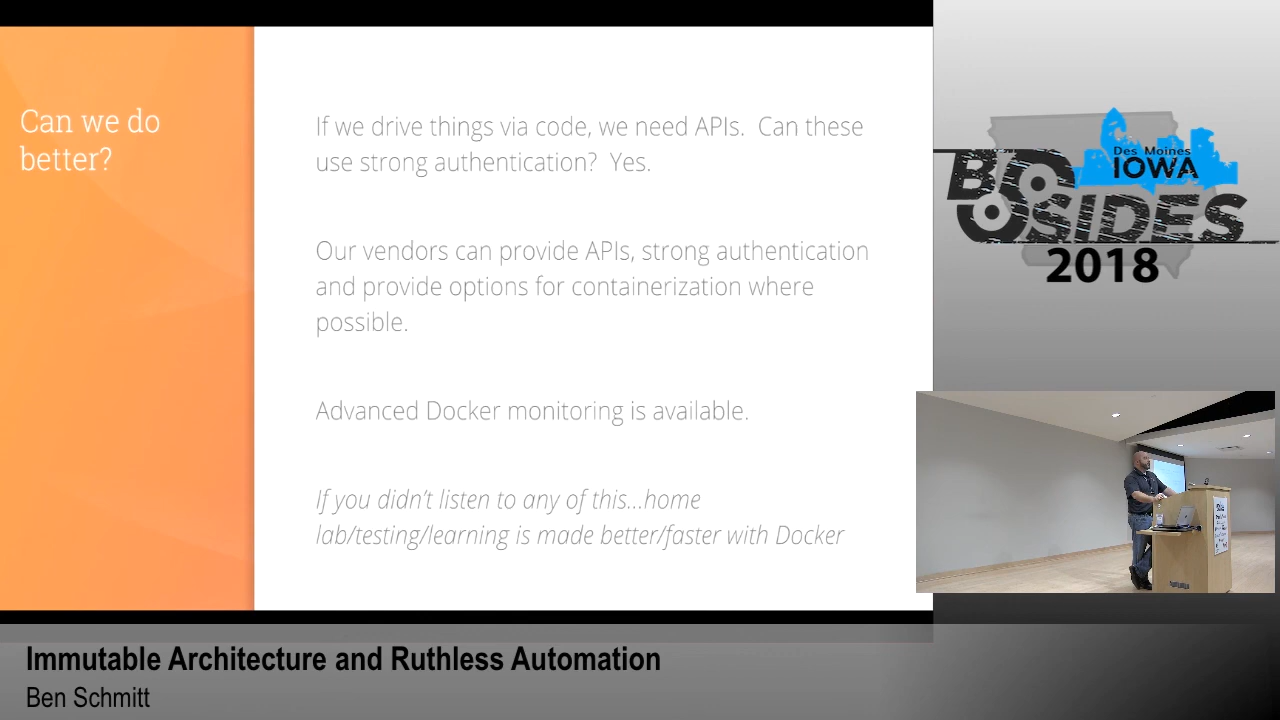 Can we do
better?
If we drive things via code, we need APIs.  Can these
use strong authentication?  Yes.
Our vendors can provide APIs, strong authentication
and provide options for containerization where
possible.
Advanced Docker monitoring is available.
If you didn’t listen to any of this...home
lab/testing/learning is made better/faster with Docker
Des Moines
IOWA
BSIDES
2018
Immutable Architecture and Ruthless Automation
Ben Schmitt